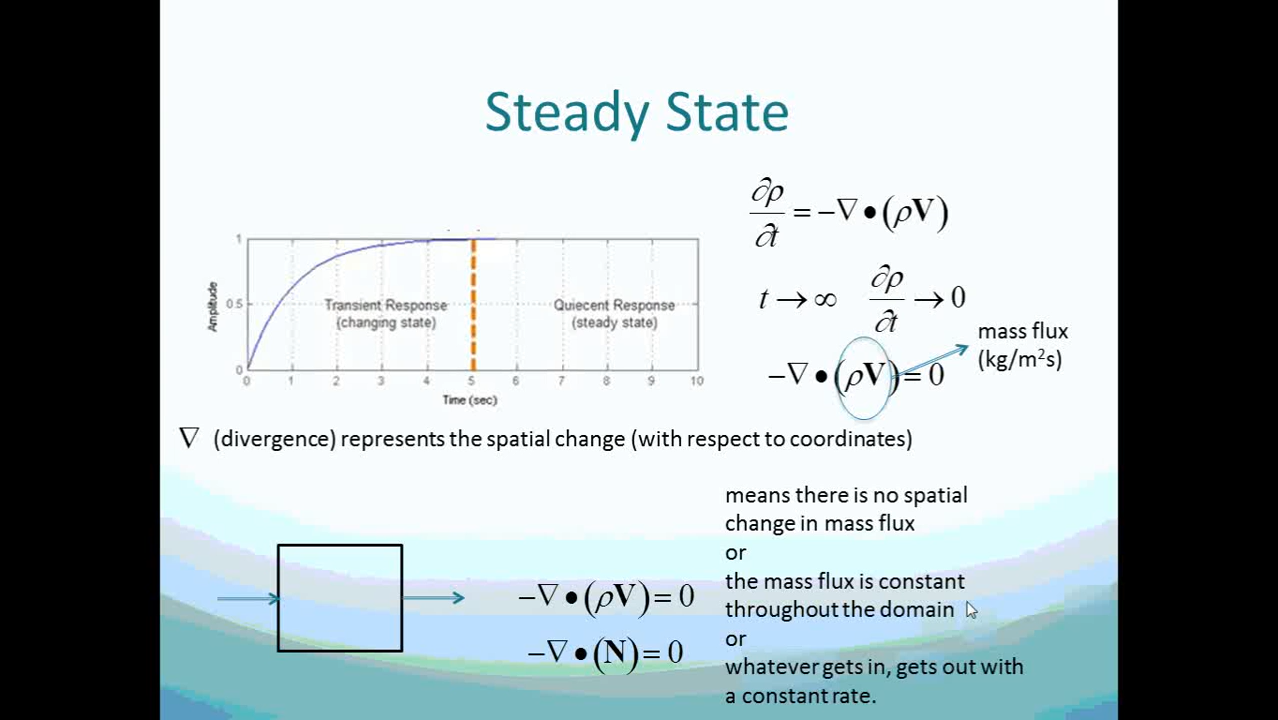 Steady State
∂ρ/∂t = −∇•(ρV)
t → ∞ ∂ρ/∂t → 0
−∇•(ρV) = 0
mass flux
(kg/m²s)
Amplitude
1
0.5
0
Transient Response
(changing state)
Quiecent Response
(steady state)
0 1 2 3 4 5 6 7 8 9 10
Time (sec)
∇ (divergence) represents the spatial change (with respect to coordinates)
−∇•(ρV) = 0
−∇•(N) = 0
means there is no spatial
change in mass flux
or
the mass flux is constant
throughout the domain
or
whatever gets in, gets out with
a constant rate.